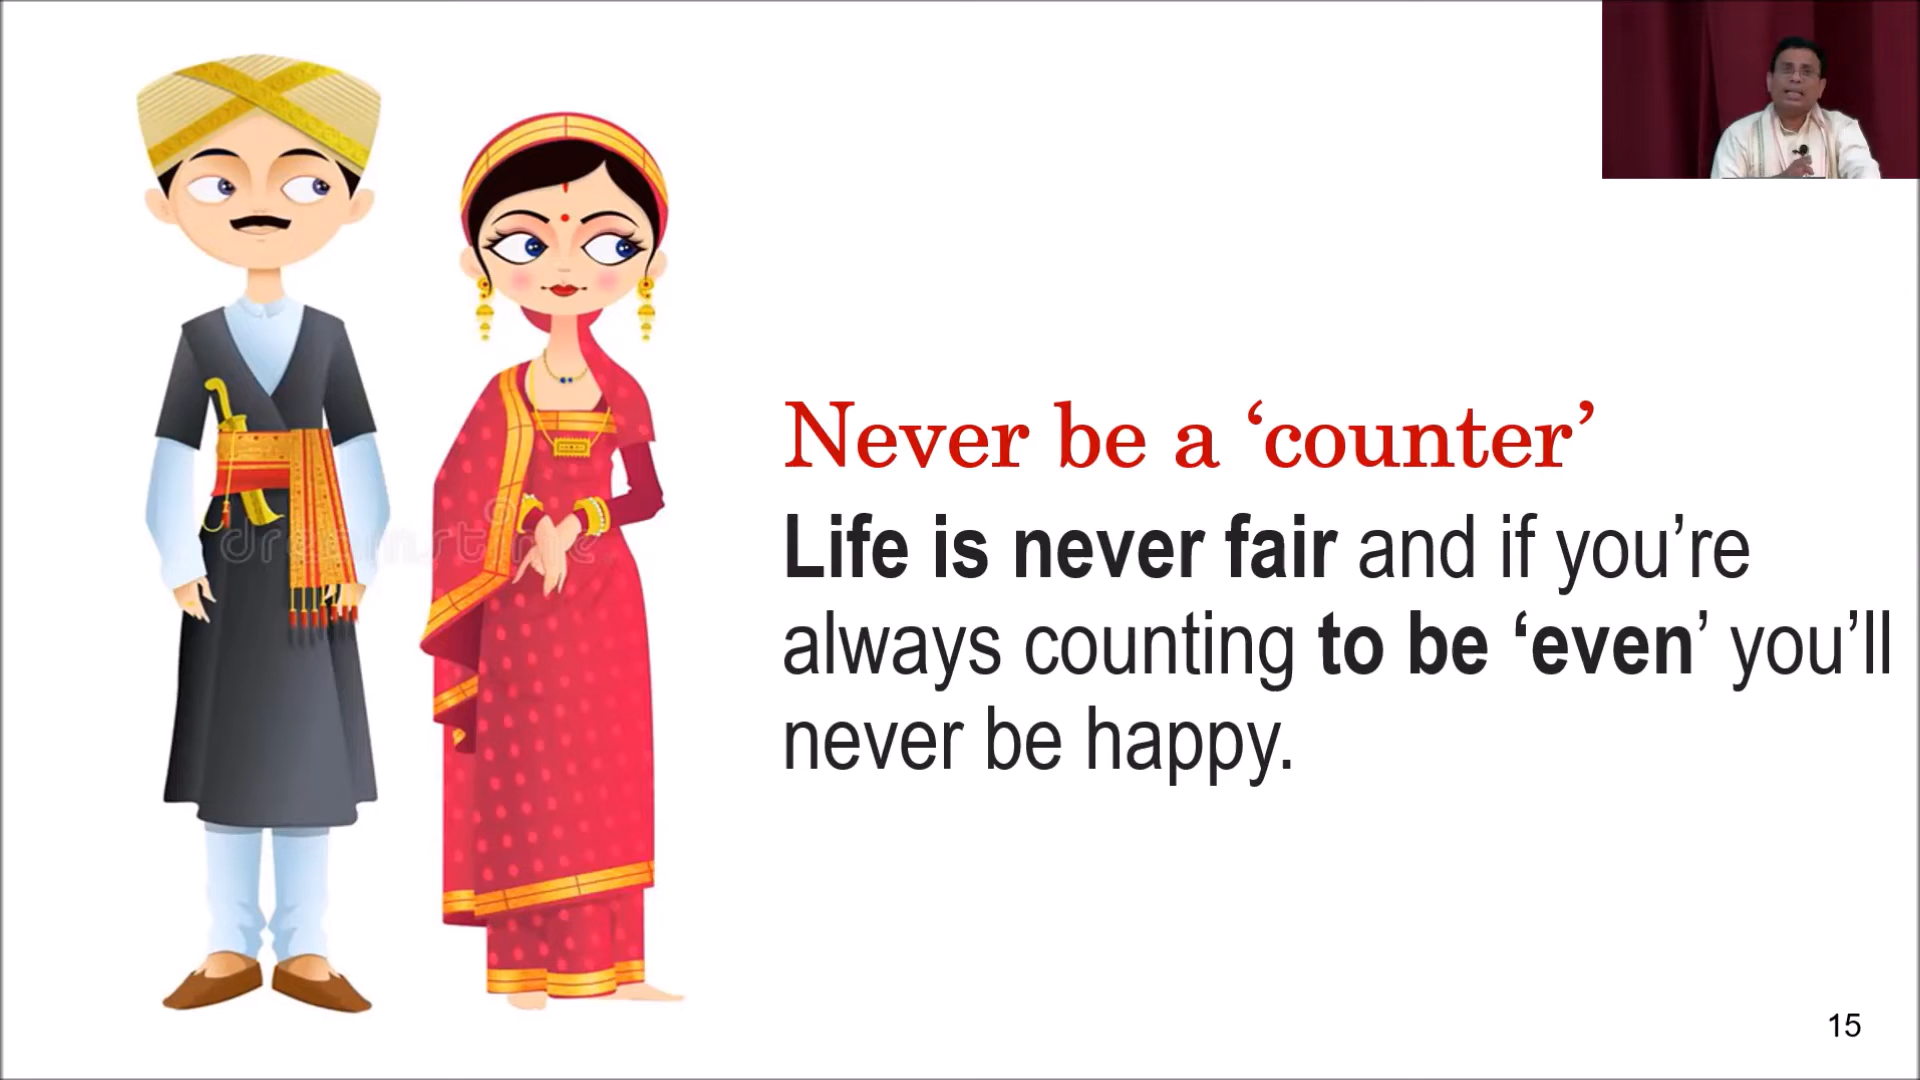 Never be a ‘counter’
Life is never fair and if you’re
always counting to be ‘even’ you’ll
never be happy.
dreamstime
15